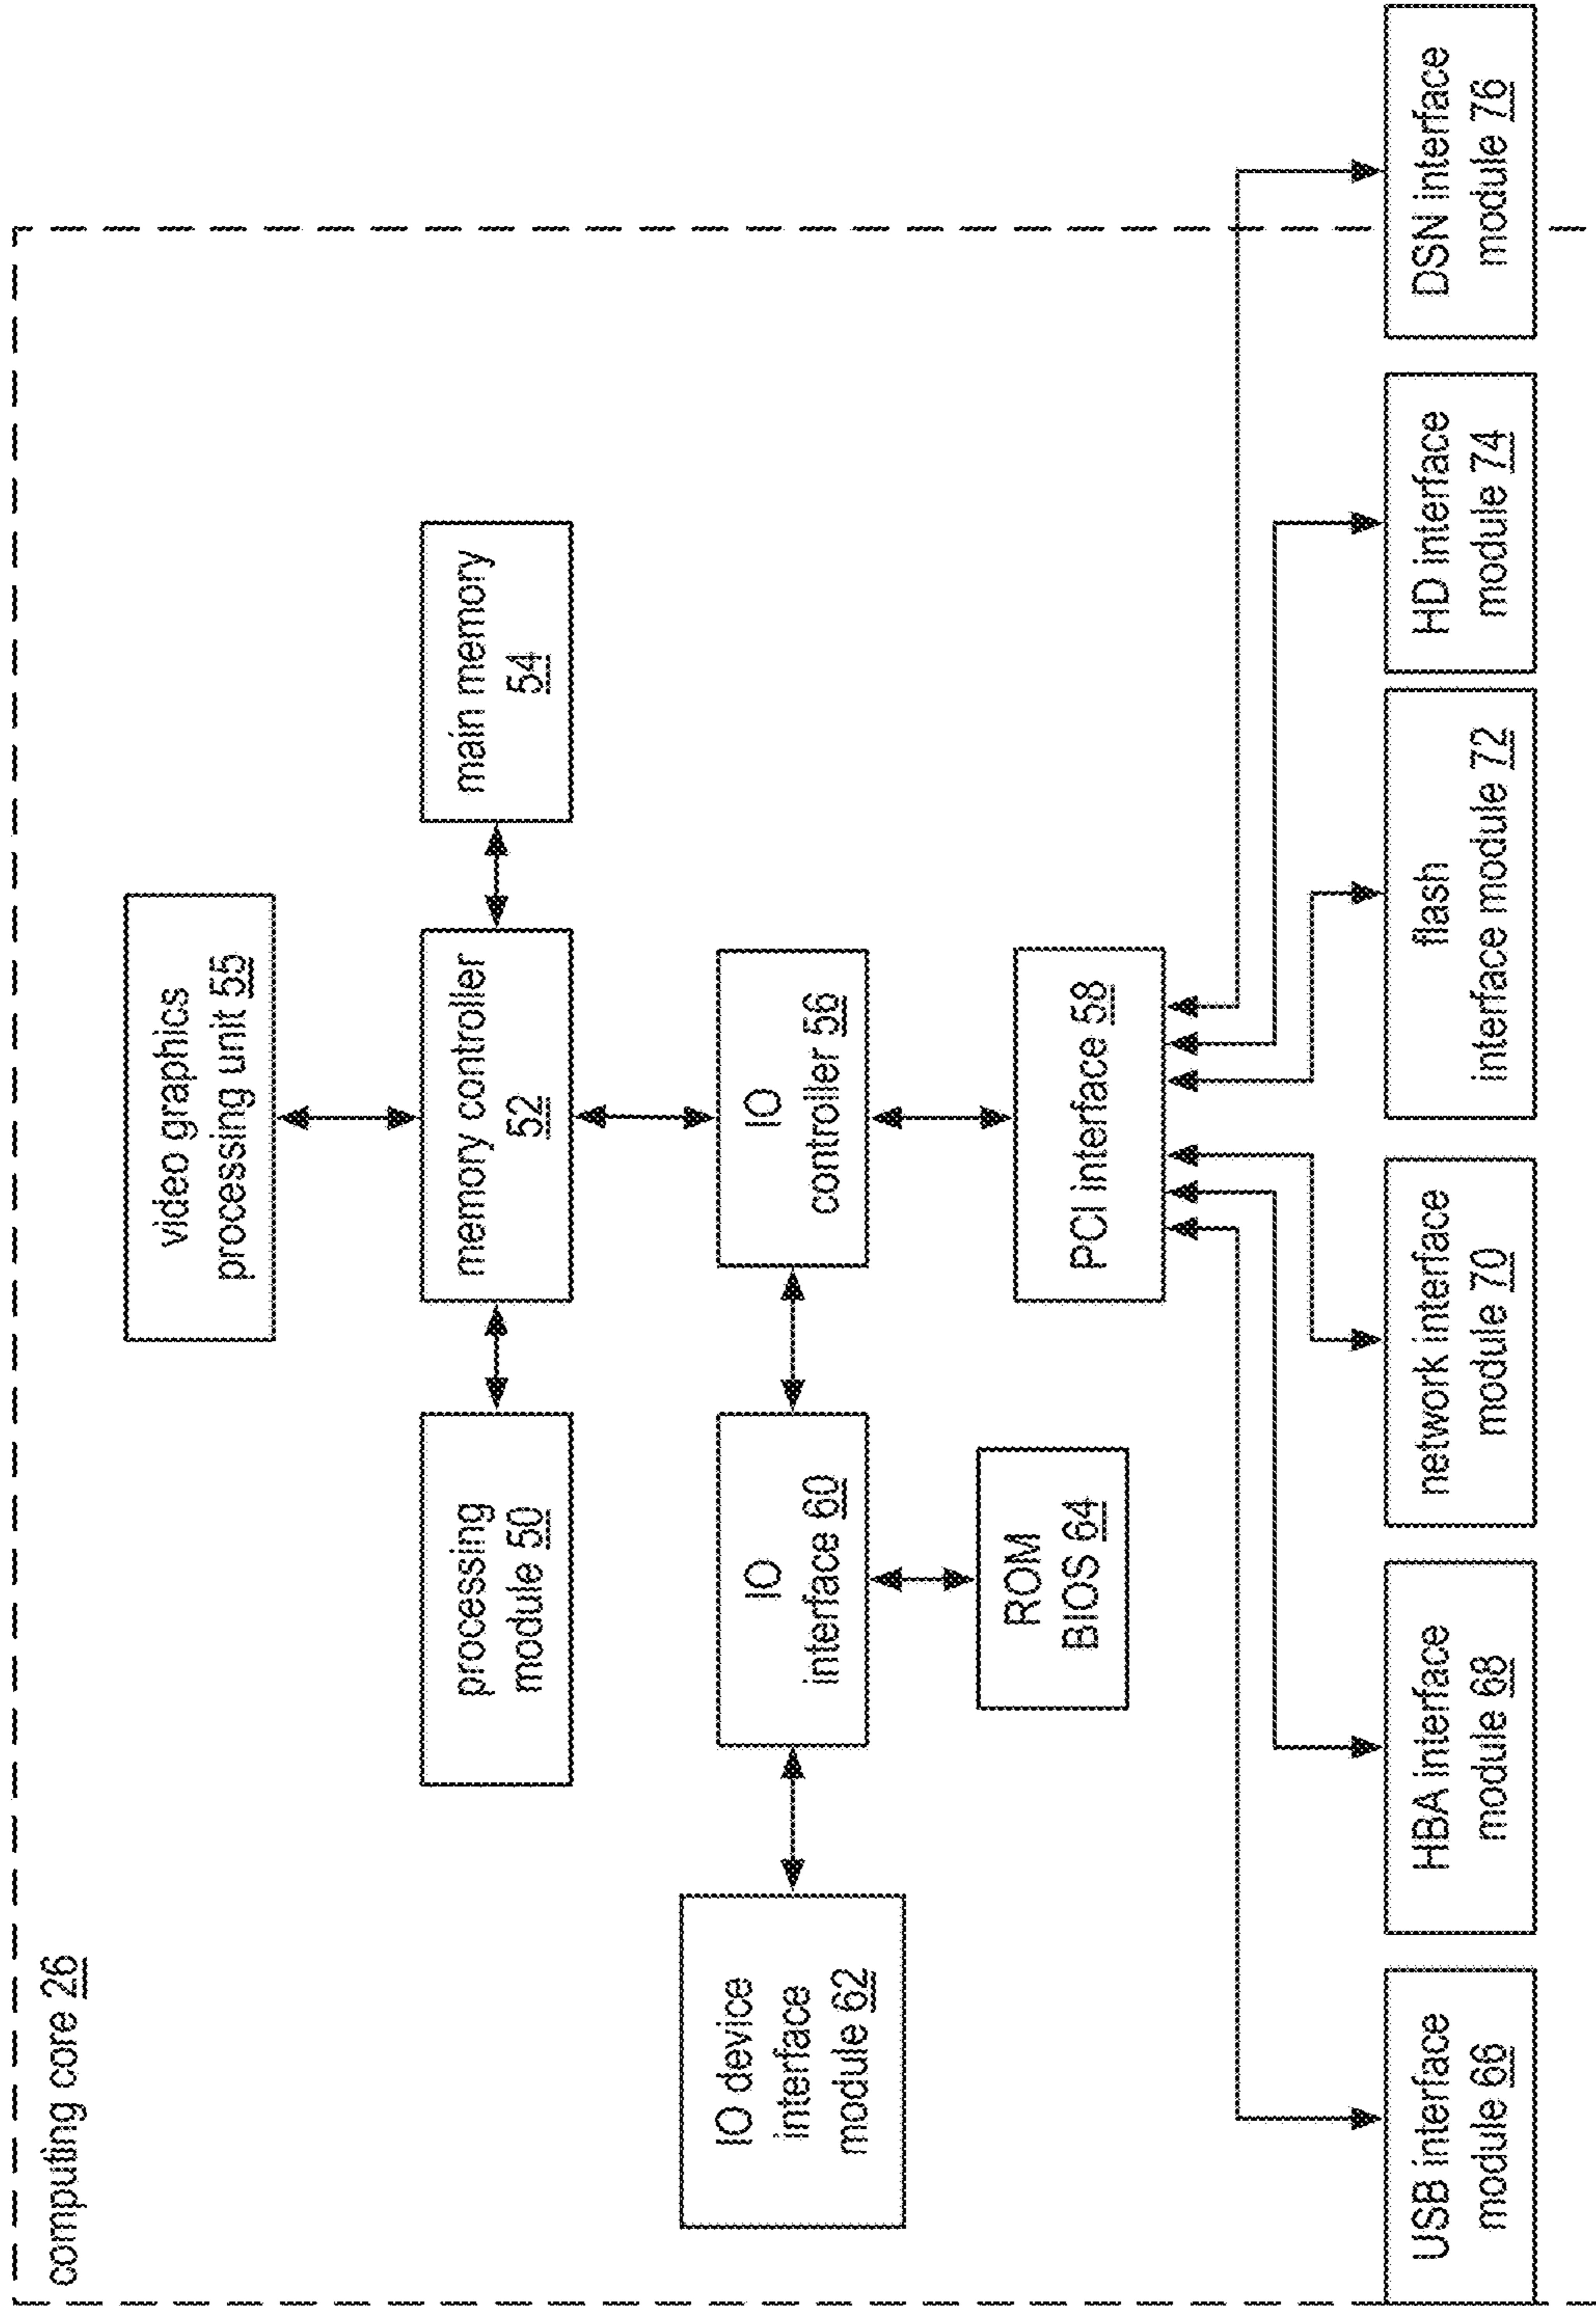 computing core 26
video graphics
processing unit 55
processing
module 50
memory controller
52
main memory
54
IO device
interface
module 62
IO
interface 60
IO
controller 56
ROM
BIOS 64
PCI interface 58
USB interface
module 66
HBA interface
module 68
network interface
module 70
flash
interface module 72
HD interface
module 74
DSN interface
module 76